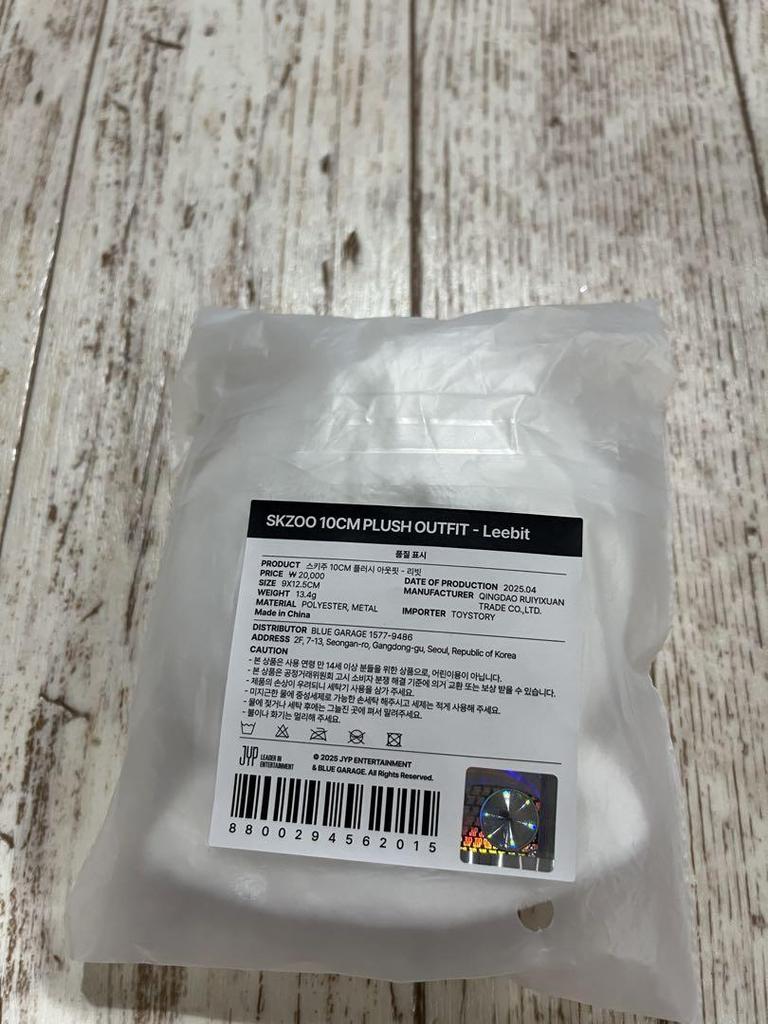 SKZOO 10CM PLUSH OUTFIT - Leebit
품질 표시
PRODUCT 스키주 10CM 플러시 아웃핏 - 리빗
PRICE ₩ 20,000
SIZE 9X12.5CM
WEIGHT 13.4g
MATERIAL POLYESTER, METAL
Made in China
DATE OF PRODUCTION 2025.04
MANUFACTURER QINGDAO RUIYIXUAN
TRADE CO.,LTD.
IMPORTER TOYSTORY
DISTRIBUTOR BLUE GARAGE 1577-9486
ADDRESS 2F, 7-13, Seongan-ro, Gangdong-gu, Seoul, Republic of Korea
CAUTION
- 본 상품은 사용 연령 만 14세 이상 분들을 위한 상품으로, 어린이용이 아닙니다.
- 본 상품은 공정거래위원회 고시 소비자 분쟁 해결 기준에 의거 교환 또는 보상 받을 수 있습니다.
- 제품의 손상이 우려되니 세탁기 사용을 삼가 주세요.
- 미지근한 물에 중성세제로 가능한 손세탁 해주시고 세제는 적게 사용해 주세요.
- 물에 젖거나 세탁 후에는 그늘진 곳에 펴서 말려주세요.
- 불이나 화기는 멀리해 주세요.
JYP LEADER IN
ENTERTAINMENT
© 2025 JYP ENTERTAINMENT
& BLUE GARAGE. All Rights Reserved.
8800294562015